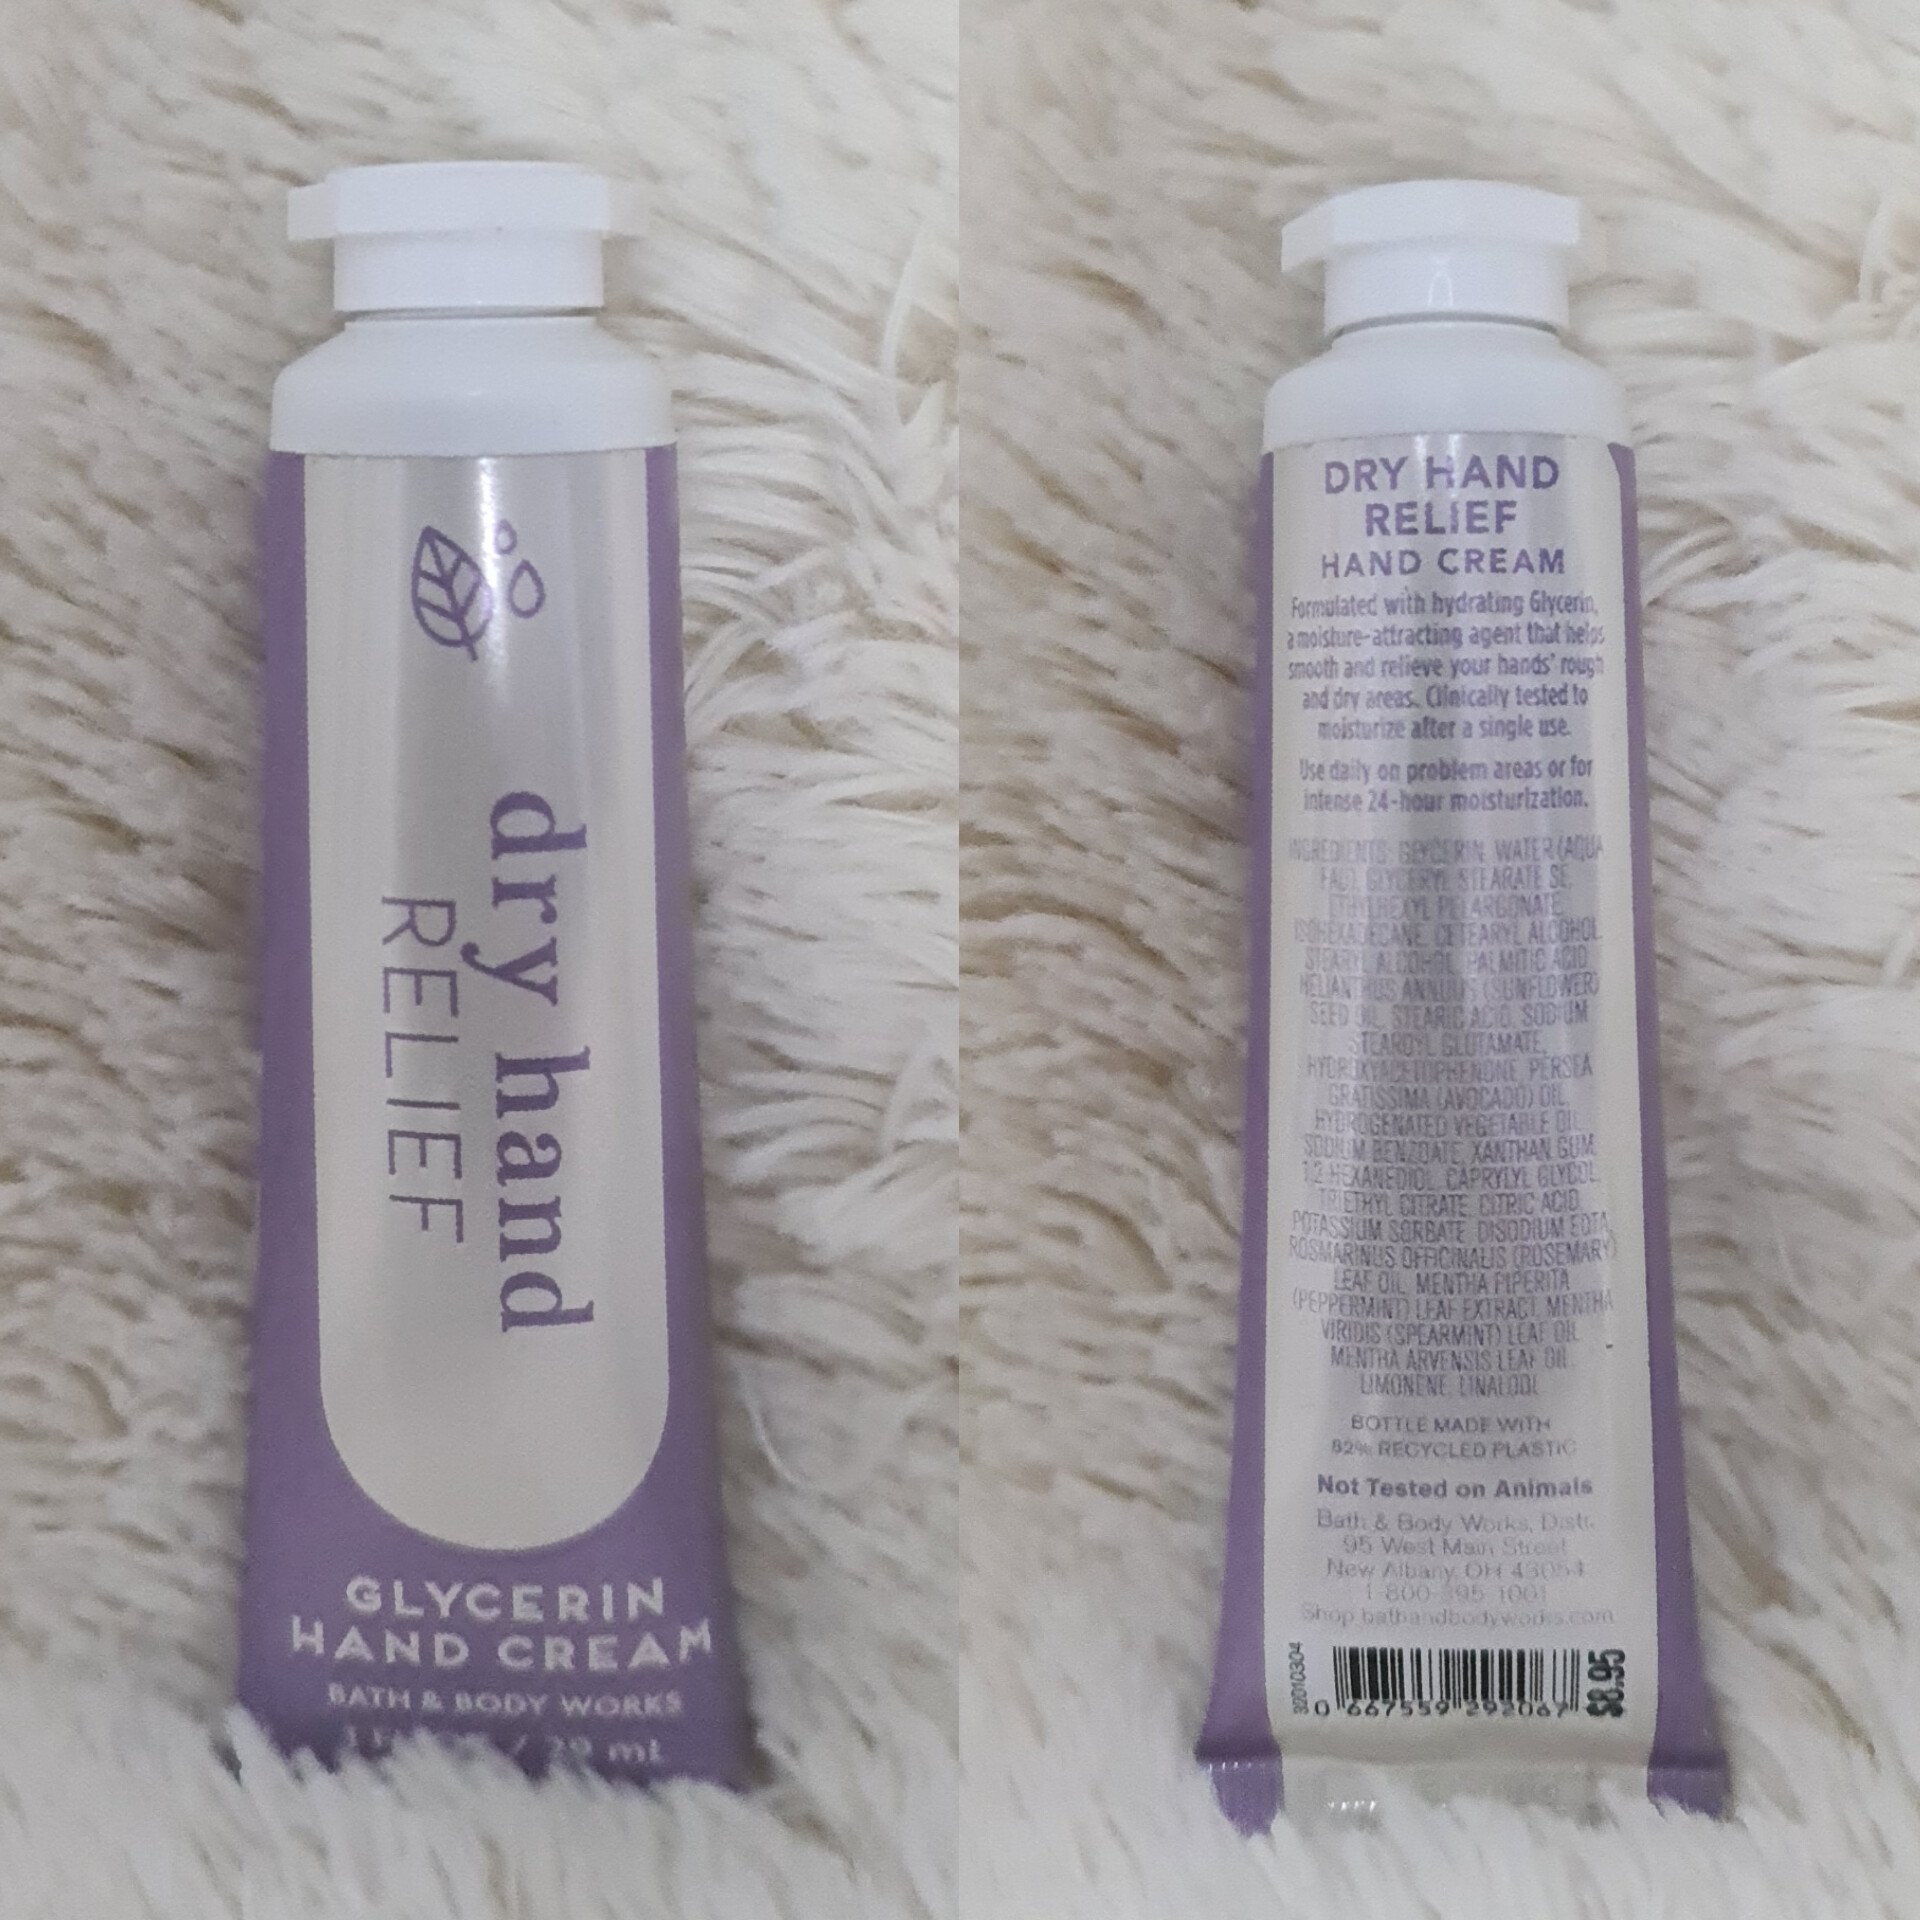 dry hand
RELIEF
GLYCERIN
HAND CREAM
BATH & BODY WORKS
/ 29 mL
DRY HAND
RELIEF
HAND CREAM
Formulated with hydrating Glycerin,
a moisture-attracting agent that helps
smooth and relieve your hands' rough
and dry areas. Clinically tested to
moisturize after a single use.
Use daily on problem areas or for
intense 24-hour moisturization.
INGREDIENTS: GLYCERIN, WATER (AQUA,
EAU), GLYCERYL STEARATE SE,
ETHYLHEXYL PELARGONATE,
ISOHEXADECANE, CETEARYL ALCOHOL,
STEARYL ALCOHOL, PALMITIC ACID,
HELIANTHUS ANNUUS (SUNFLOWER)
SEED OIL, STEARIC ACID, SODIUM
STEAROYL GLUTAMATE,
HYDROXYACETOPHENONE, PERSEA
GRATISSIMA (AVOCADO) OIL,
HYDROGENATED VEGETABLE OIL,
SODIUM BENZOATE, XANTHAN GUM,
1,2-HEXANEDIOL, CAPRYLYL GLYCOL,
TRIETHYL CITRATE, CITRIC ACID,
POTASSIUM SORBATE, DISODIUM EDTA,
ROSMARINUS OFFICINALIS (ROSEMARY)
LEAF OIL, MENTHA PIPERITA
(PEPPERMINT) LEAF EXTRACT, MENTHA
VIRIDIS (SPEARMINT) LEAF OIL,
MENTHA ARVENSIS LEAF OIL,
LIMONENE, LINALOOL
BOTTLE MADE WITH
82% RECYCLED PLASTIC
Not Tested on Animals
Bath & Body Works, Distr.
95 West Main Street
New Albany OH 43054
1-800-395-1001
Shop bathandbodyworks.com
32010304
0 667559 292067
$8.95